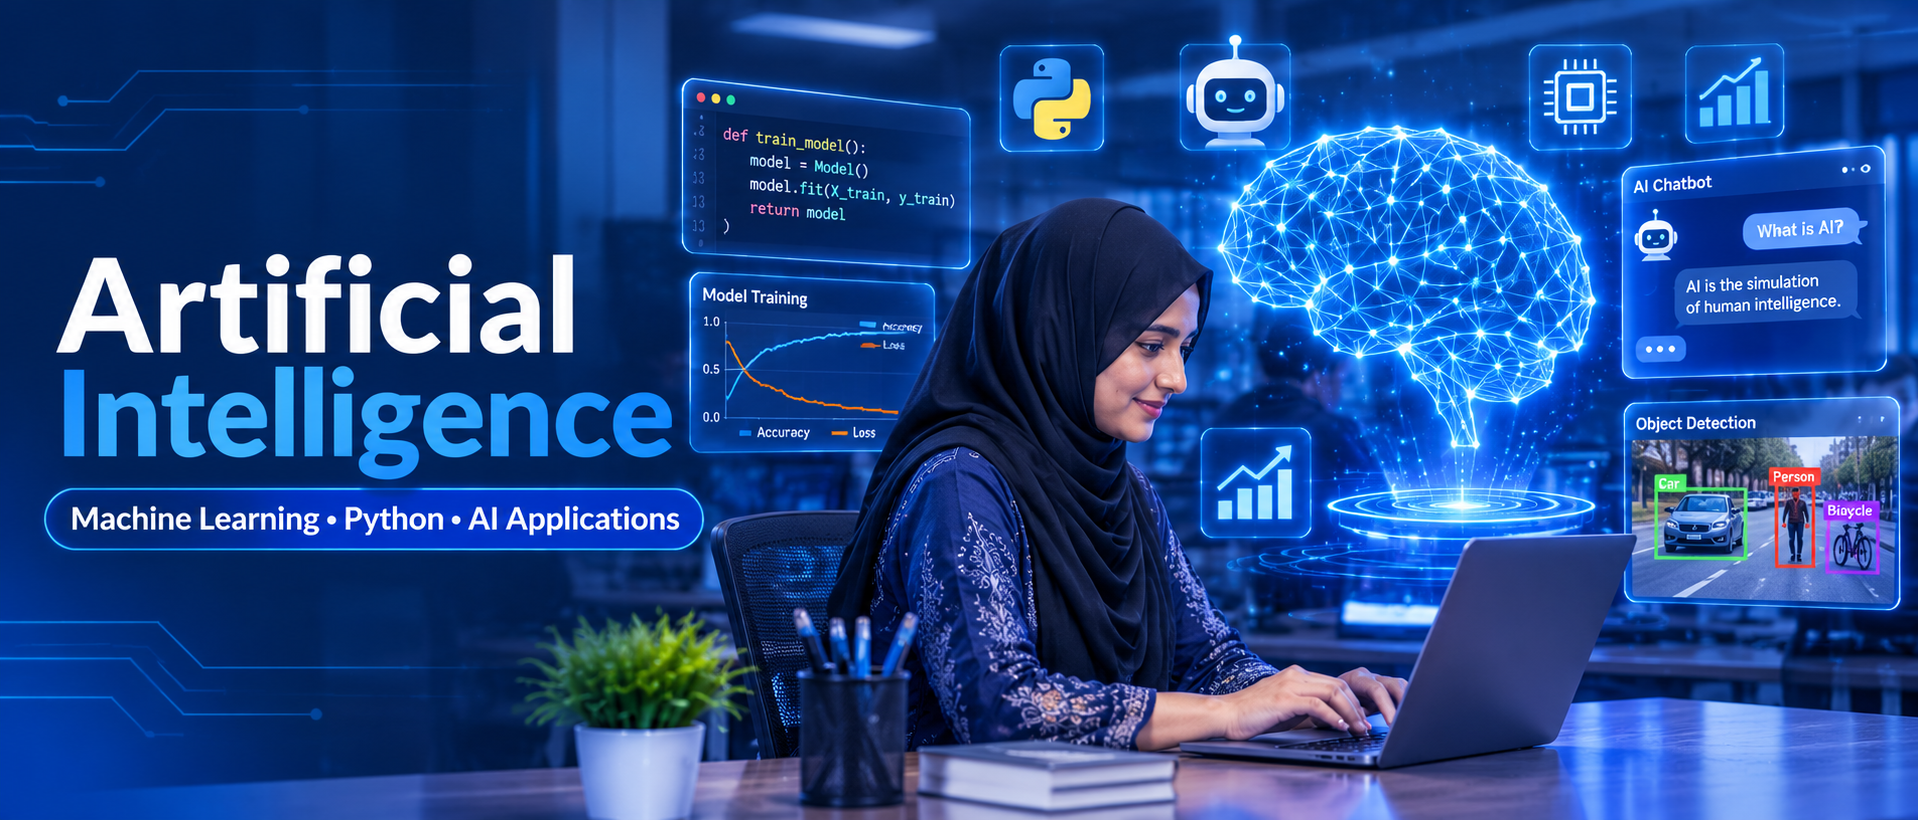 Artificial
Intelligence
Machine Learning • Python • AI Applications
def train_model():
model = Model()
model.fit(X_train, y_train)
return model
)
Model Training
1.0
0.5
0.0
Loss
Accuracy
Loss
AI Chatbot
What is AI?
AI is the simulation
of human intelligence.
Object Detection
Car
Person
Bicycle